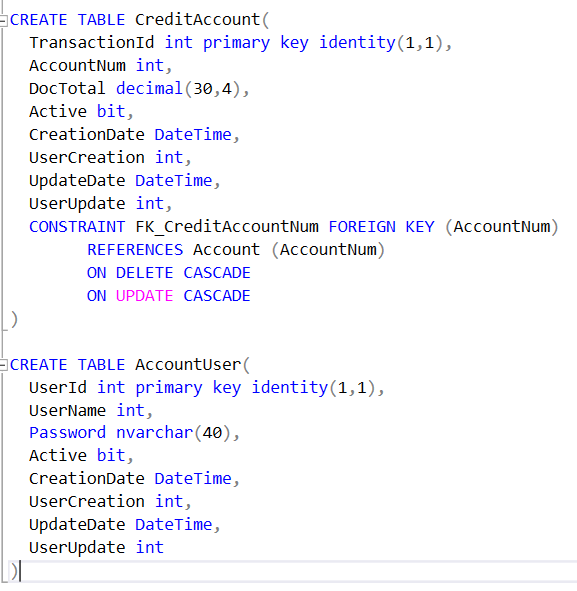 CREATE TABLE CreditAccount(
TransactionId int primary key identity(1,1),
AccountNum int,
DocTotal decimal(30,4),
Active bit,
CreationDate DateTime,
UserCreation int,
UpdateDate DateTime,
UserUpdate int,
CONSTRAINT FK_CreditAccountNum FOREIGN KEY (AccountNum)
REFERENCES Account (AccountNum)
ON DELETE CASCADE
ON UPDATE CASCADE
)
CREATE TABLE AccountUser(
UserId int primary key identity(1,1),
UserName int,
Password nvarchar(40),
Active bit,
CreationDate DateTime,
UserCreation int,
UpdateDate DateTime,
UserUpdate int
)